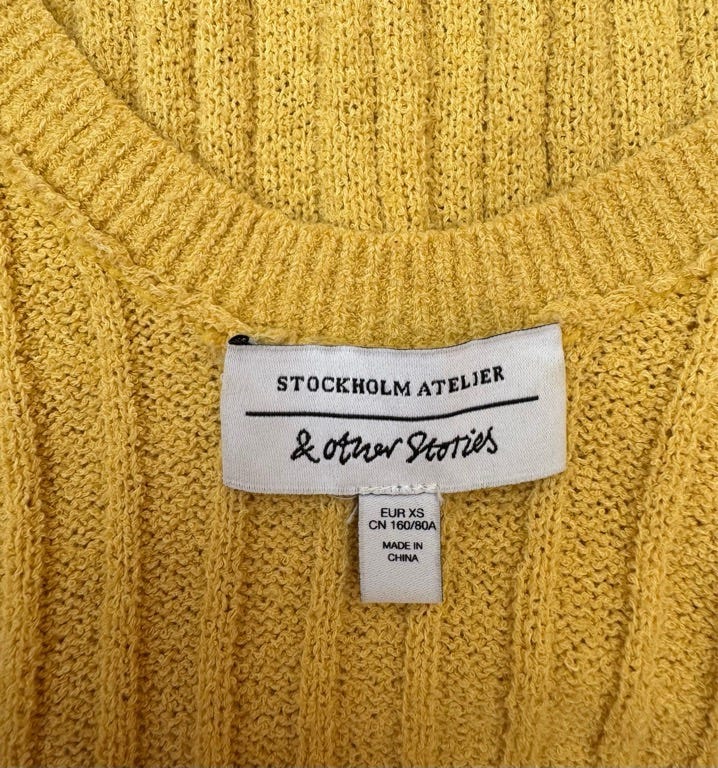 STOCKHOLM ATELIER
& other Stories
EUR XS
CN 160/80A
MADE IN
CHINA